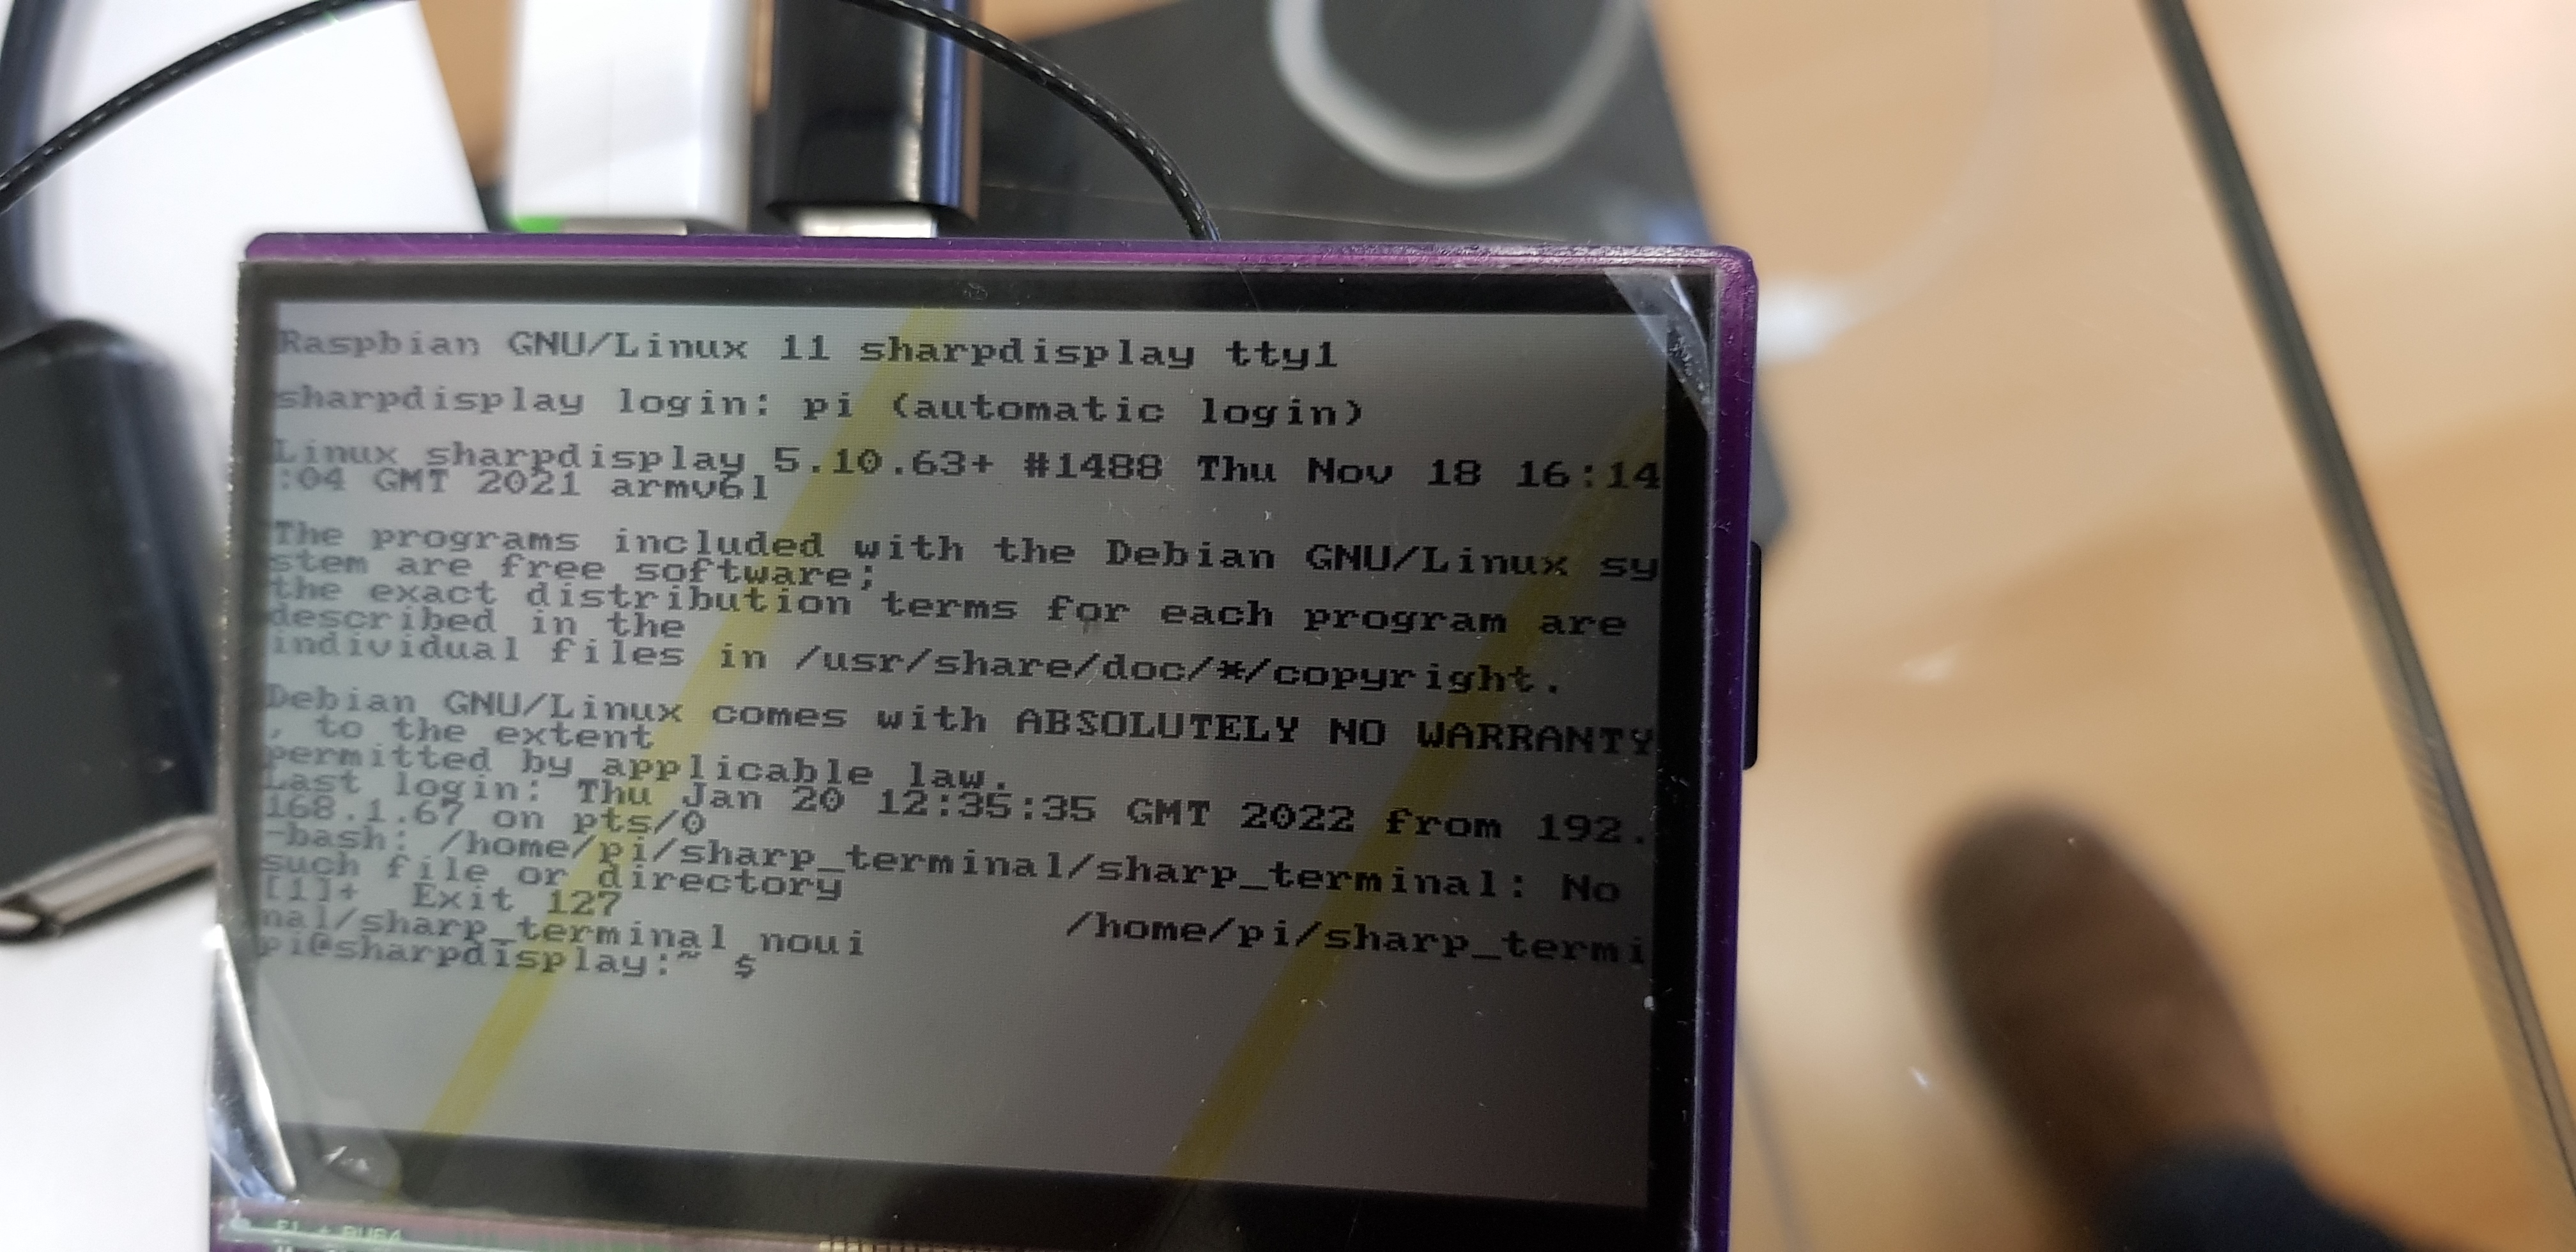 Raspbian GNU/Linux 11 sharpdisplay tty1
sharpdisplay login: pi (automatic login)
Linux sharpdisplay 5.10.63+ #1488 Thu Nov 18 16:14
:04 GMT 2021 armv6l
The programs included with the Debian GNU/Linux sy
stem are free software;
the exact distribution terms for each program are
described in the
individual files in /usr/share/doc/*/copyright.
Debian GNU/Linux comes with ABSOLUTELY NO WARRANTY
, to the extent
permitted by applicable law.
Last login: Thu Jan 20 12:35:35 GMT 2022 from 192.
168.1.67 on pts/0
-bash: /home/pi/sharp_terminal/sharp_terminal: No
such file or directory
[1]+ Exit 127 /home/pi/sharp_termi
nal/sharp_terminal noui
pi@sharpdisplay:~ $